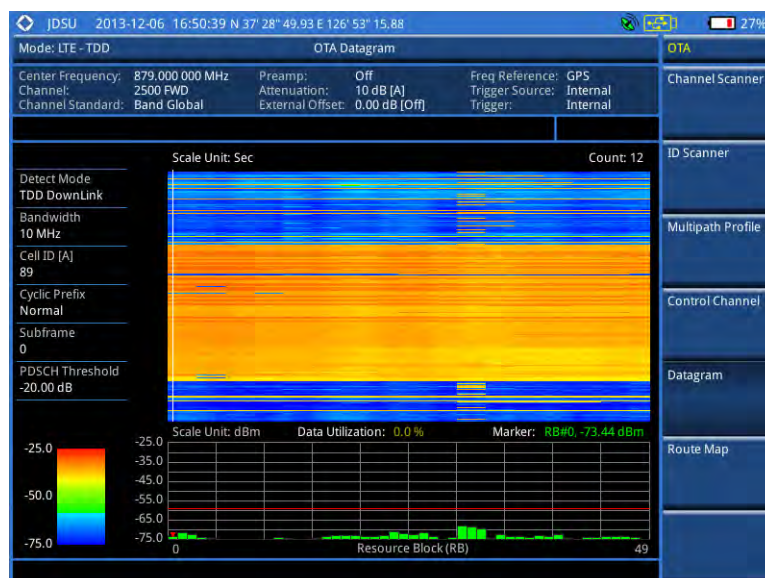 JDSU 2013-12-06 16:50:39 N 37' 28" 49.93 E 126' 53" 15.88 27%
Mode: LTE - TDD OTA Datagram OTA
Center Frequency: 879.000 000 MHz Preamp: Off Freq Reference: GPS
Channel: 2500 FWD Attenuation: 10 dB [A] Trigger Source: Internal
Channel Standard: Band Global External Offset: 0.00 dB [Off] Trigger: Internal
Channel Scanner
Scale Unit: Sec Count: 12
ID Scanner
Detect Mode
TDD DownLink
Bandwidth
10 MHz
Multipath Profile
Cell ID [A]
89
Cyclic Prefix
Normal
Control Channel
Subframe
0
PDSCH Threshold
-20.00 dB
Datagram
Scale Unit: dBm Data Utilization: 0.0 % Marker: RB#0, -73.44 dBm
Route Map
-25.0
-50.0
-75.0
-25.0
-35.0
-45.0
-55.0
-65.0
-75.0
0 Resource Block (RB) 49